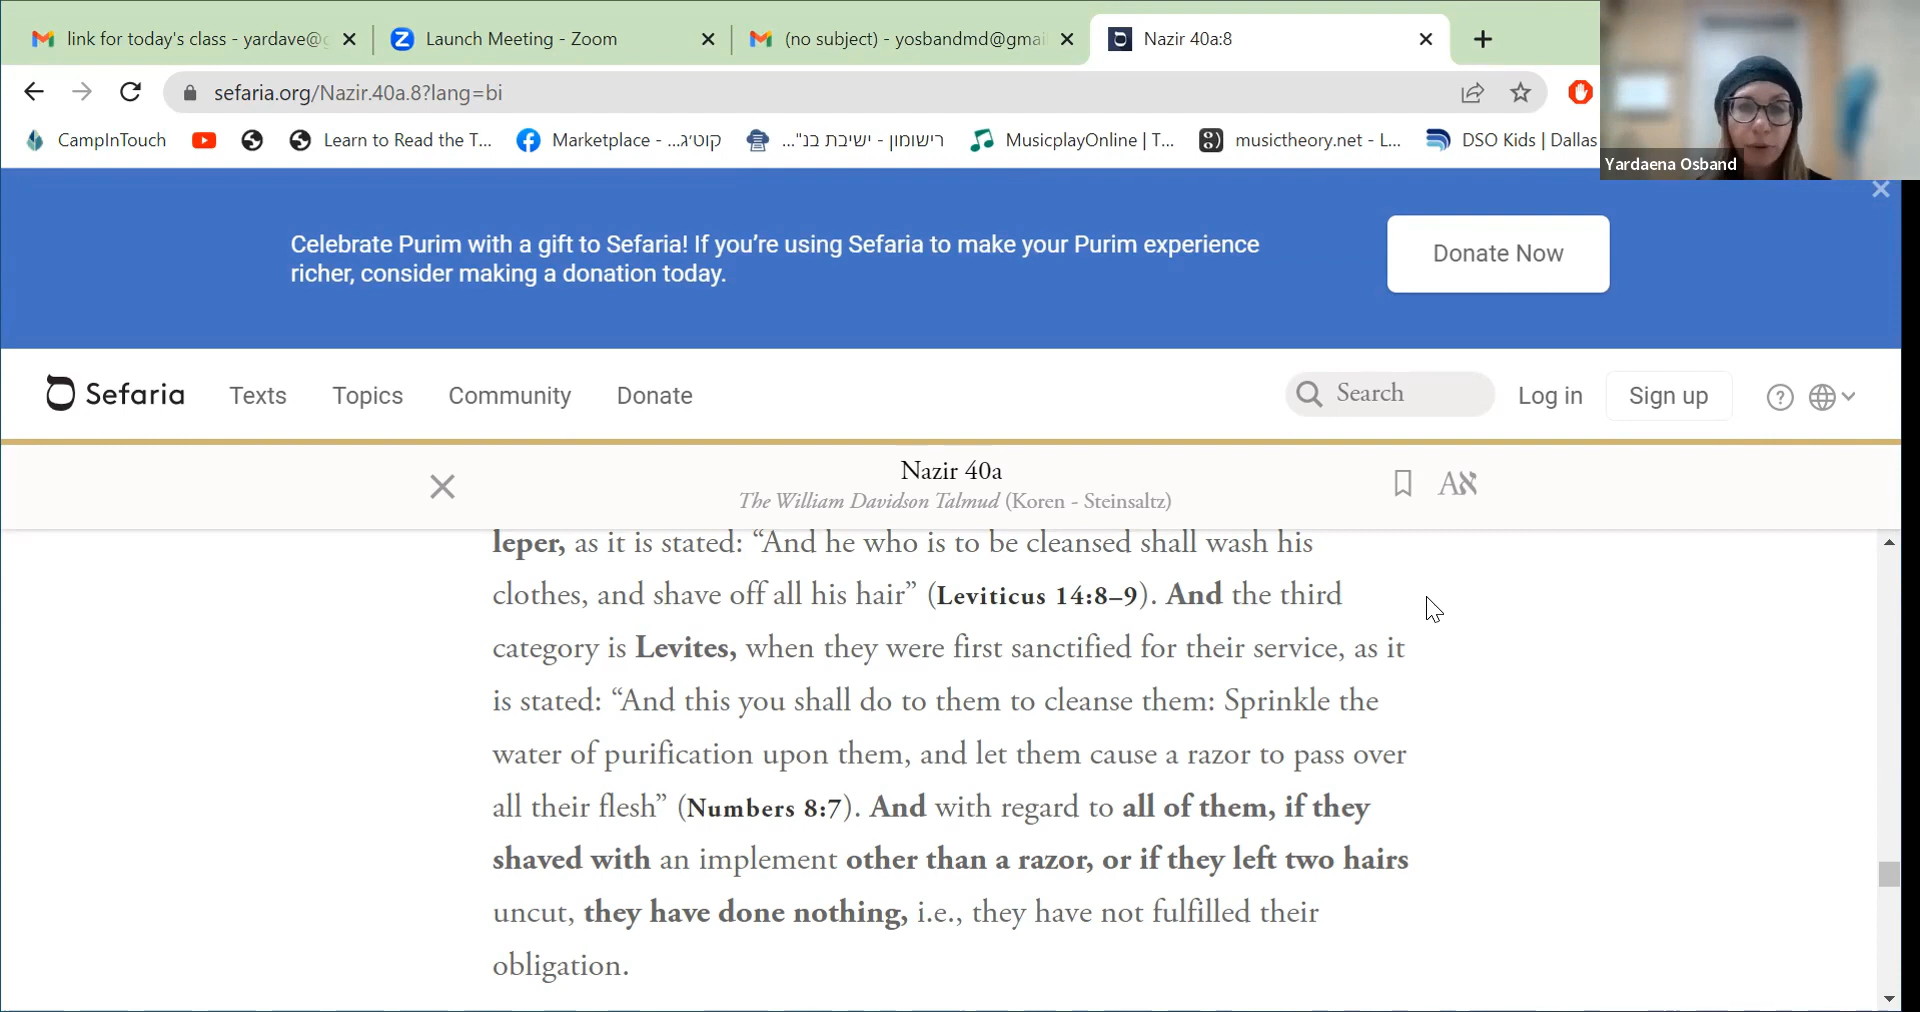 link for today's class - yardave@g
Launch Meeting - Zoom
(no subject) - yosbandmd@gmai
Nazir 40a:8
sefaria.org/Nazir.40a.8?lang=bi
CampInTouch
Learn to Read the T...
Marketplace - ...קוטי'ג
רישומון - ישיבת בנ"...
MusicplayOnline | T...
musictheory.net - L...
DSO Kids | Dallas
Yardaena Osband
Celebrate Purim with a gift to Sefaria! If you’re using Sefaria to make your Purim experience
richer, consider making a donation today.
Donate Now
Sefaria
Texts
Topics
Community
Donate
Search
Log in
Sign up
Nazir 40a
The William Davidson Talmud (Koren - Steinsaltz)
Aא
leper, as it is stated: “And he who is to be cleansed shall wash his
clothes, and shave off all his hair” (Leviticus 14:8–9). And the third
category is Levites, when they were first sanctified for their service, as it
is stated: “And this you shall do to them to cleanse them: Sprinkle the
water of purification upon them, and let them cause a razor to pass over
all their flesh” (Numbers 8:7). And with regard to all of them, if they
shaved with an implement other than a razor, or if they left two hairs
uncut, they have done nothing, i.e., they have not fulfilled their
obligation.